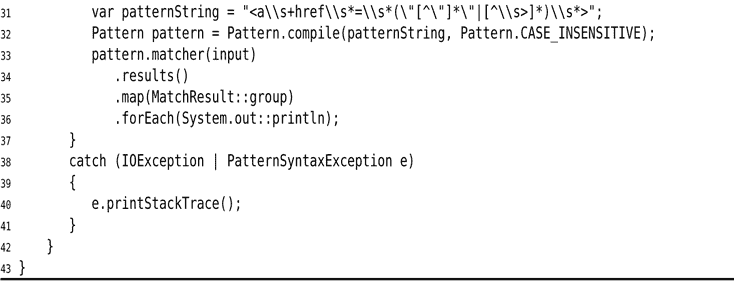 31 var patternString = "<a\\s+href\\s*=\\s*(\"[^\"]*\"|[^\\s>]*)\\s*>";
32 Pattern pattern = Pattern.compile(patternString, Pattern.CASE_INSENSITIVE);
33 pattern.matcher(input)
34 .results()
35 .map(MatchResult::group)
36 .forEach(System.out::println);
37 }
38 catch (IOException | PatternSyntaxException e)
39 {
40 e.printStackTrace();
41 }
42 }
43 }